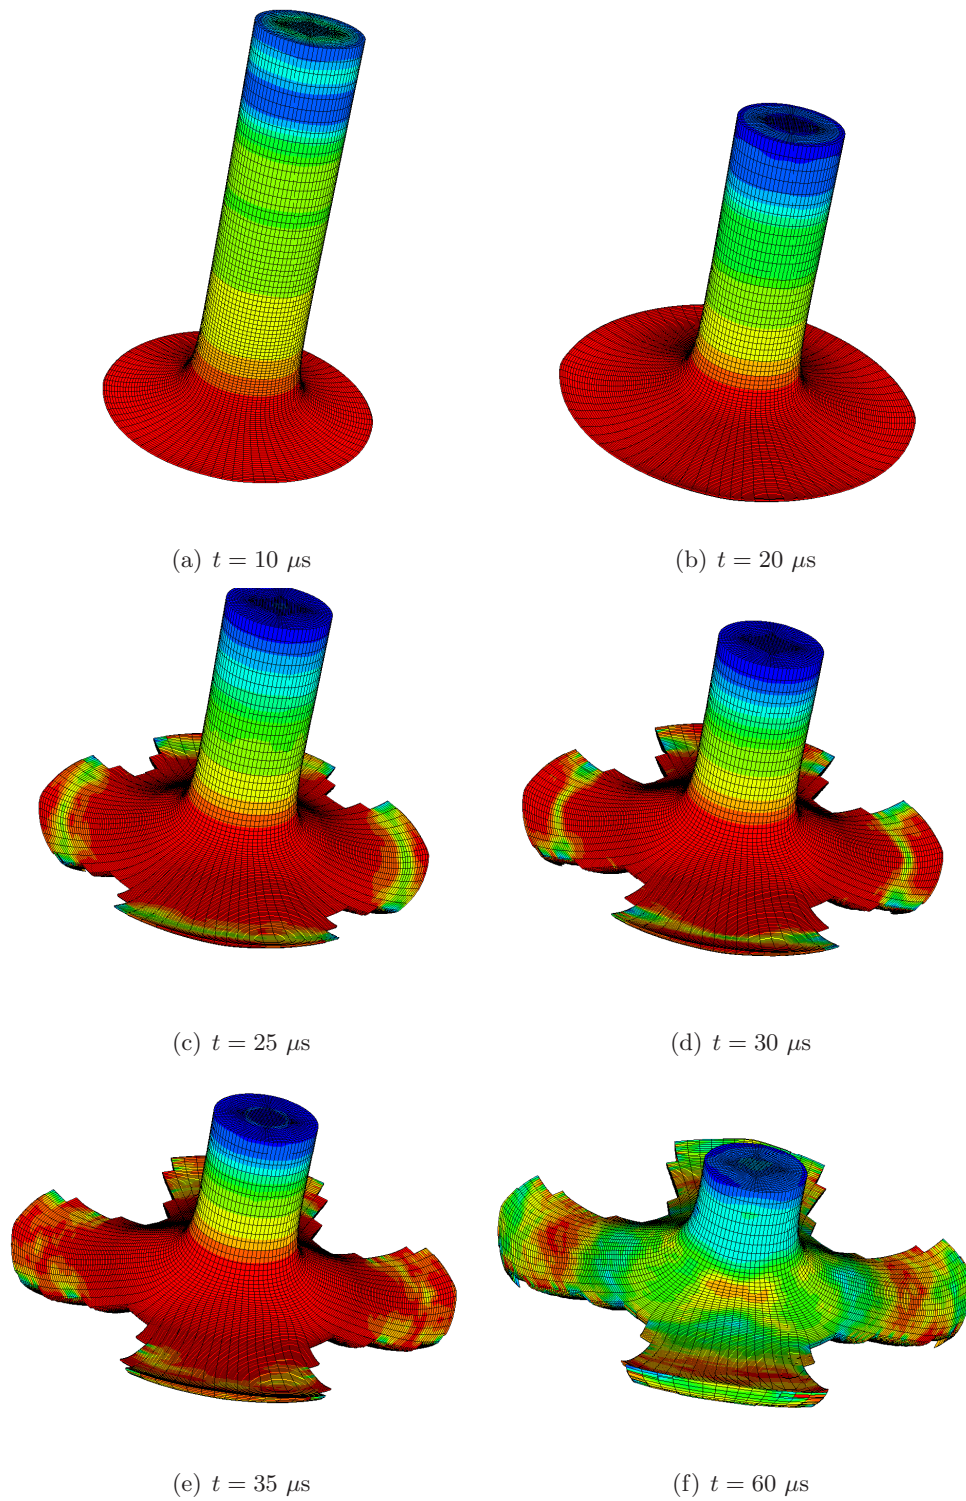 (a) t = 10 μs
(b) t = 20 μs
(c) t = 25 μs
(d) t = 30 μs
(e) t = 35 μs
(f) t = 60 μs